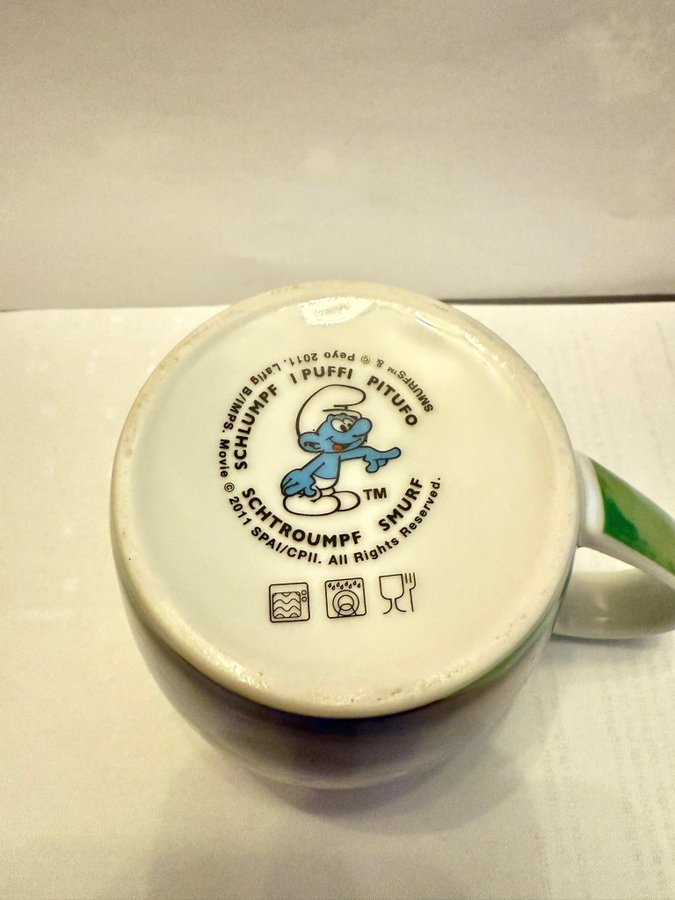 SMURFS™ & © Peyo 2011. Lafig B/IMPS. Movie © 2011 SPAI/CPII. All Rights Reserved.
SCHLUMPF I PUFFI PITUFO
SCHTROUMPF SMURF
TM